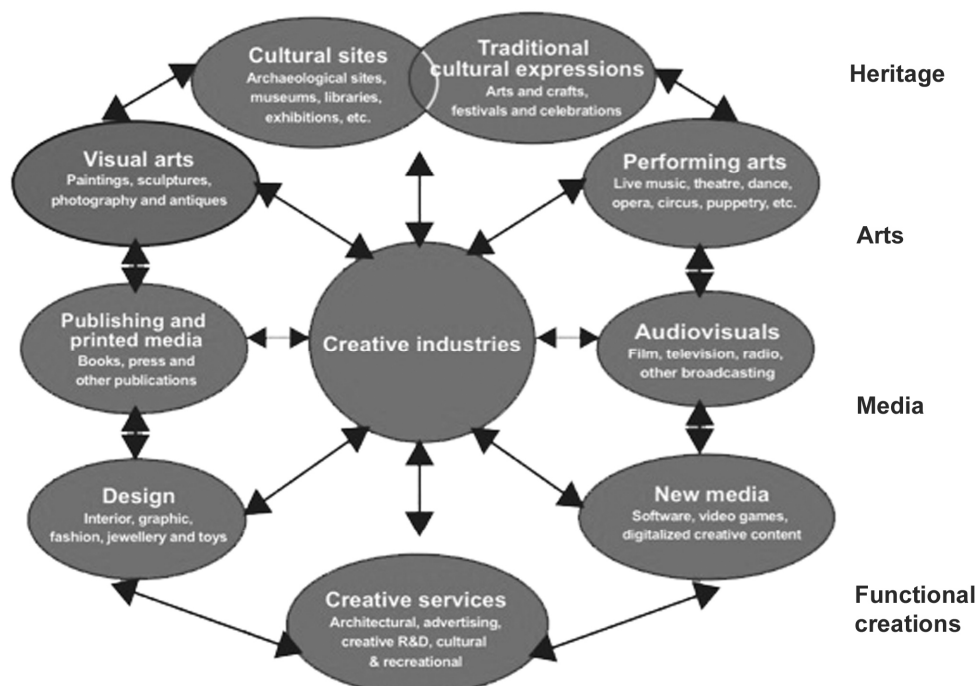 Cultural sites
Archaeological sites,
museums, libraries,
exhibitions, etc.
Traditional
cultural expressions
Arts and crafts,
festivals and celebrations
Heritage
Visual arts
Paintings, sculptures,
photography and antiques
Performing arts
Live music, theatre, dance,
opera, circus, puppetry, etc.
Arts
Publishing and
printed media
Books, press and
other publications
Creative industries
Audiovisuals
Film, television, radio,
other broadcasting
Media
Design
Interior, graphic,
fashion, jewellery and toys
New media
Software, video games,
digitalized creative content
Creative services
Architectural, advertising,
creative R&D, cultural
& recreational
Functional
creations